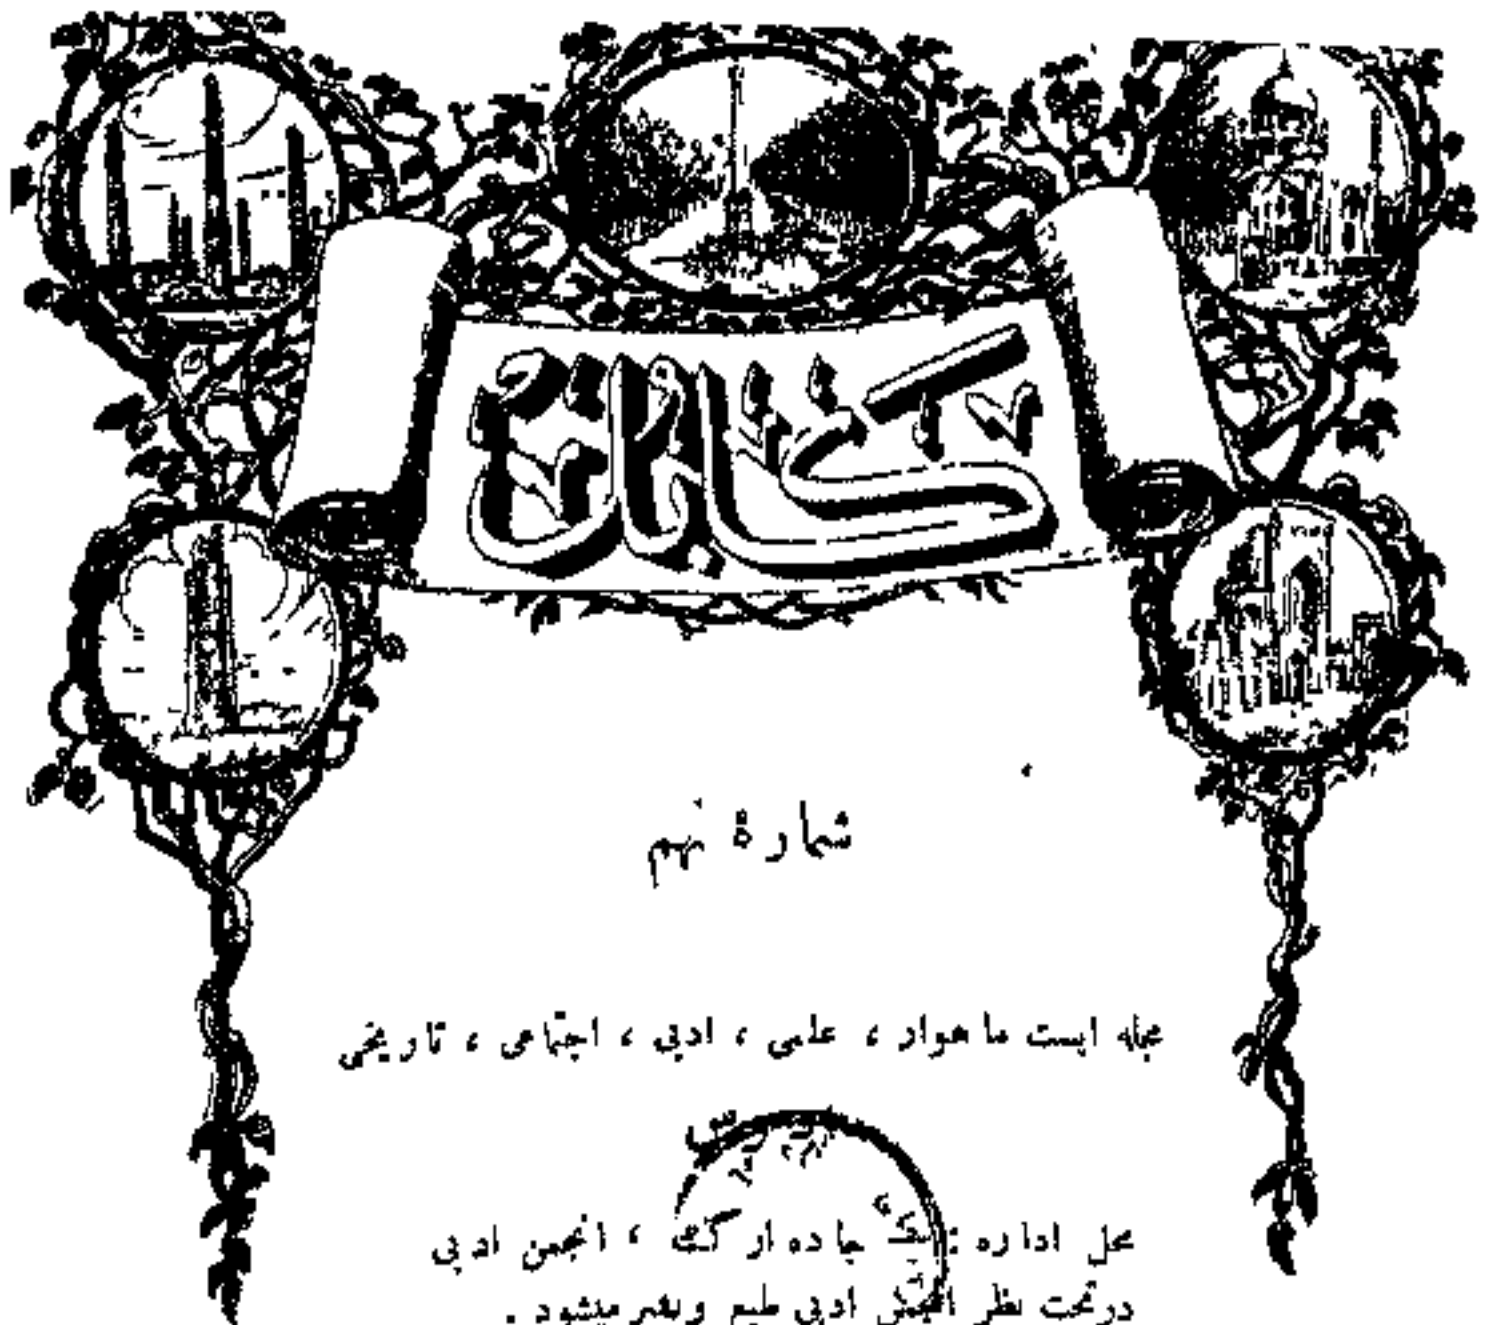 کابل
شمارهٔ نهم
مجله ایست ماهوار ، علمی ، ادبی ، اجتماعی ، تاریخی
محل اداره : جاده ارگ ، انجمن ادبی
درتحت نظر انجمن ادبی طبع ونشر میشود .